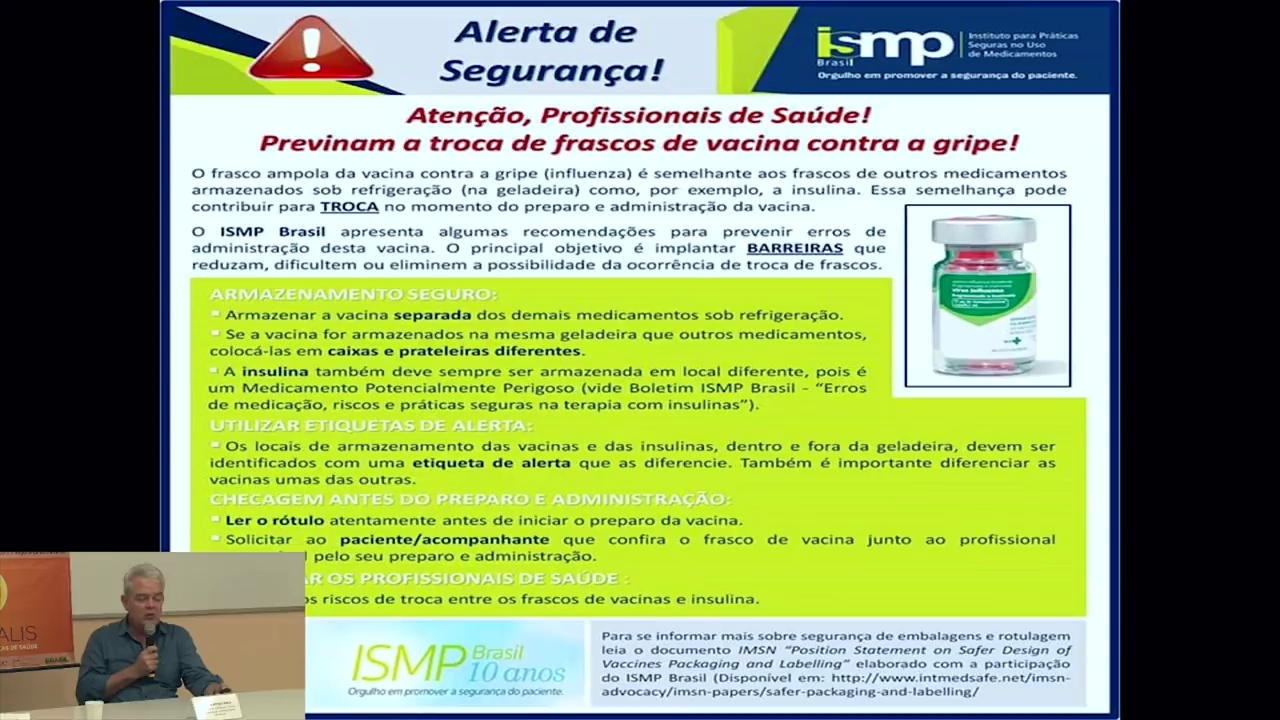 Alerta de
Segurança!
ismp
Brasil
Instituto para Práticas
Seguras no Uso
de Medicamentos
Orgulho em promover a segurança do paciente.
Atenção, Profissionais de Saúde!
Previnam a troca de frascos de vacina contra a gripe!
O frasco ampola da vacina contra a gripe (influenza) é semelhante aos frascos de outros medicamentos
armazenados sob refrigeração (na geladeira) como, por exemplo, a insulina. Essa semelhança pode
contribuir para TROCA no momento do preparo e administração da vacina.
O ISMP Brasil apresenta algumas recomendações para prevenir erros de
administração desta vacina. O principal objetivo é implantar BARREIRAS que
reduzam, dificultem ou eliminem a possibilidade da ocorrência de troca de frascos.
ARMAZENAMENTO SEGURO:
Armazenar a vacina separada dos demais medicamentos sob refrigeração.
Se a vacina for armazenados na mesma geladeira que outros medicamentos,
colocá-las em caixas e prateleiras diferentes.
A insulina também deve sempre ser armazenada em local diferente, pois é
um Medicamento Potencialmente Perigoso (vide Boletim ISMP Brasil - “Erros
de medicação, riscos e práticas seguras na terapia com insulinas”).
UTILIZAR ETIQUETAS DE ALERTA:
Os locais de armazenamento das vacinas e das insulinas, dentro e fora da geladeira, devem ser
identificados com uma etiqueta de alerta que as diferencie. Também é importante diferenciar as
vacinas umas das outras.
CHECAGEM ANTES DO PREPARO E ADMINISTRAÇÃO:
Ler o rótulo atentamente antes de iniciar o preparo da vacina.
Solicitar ao paciente/acompanhante que confira o frasco de vacina junto ao profissional
pelo seu preparo e administração.
AR OS PROFISSIONAIS DE SAÚDE :
os riscos de troca entre os frascos de vacinas e insulina.
virus influenza
ALIS
BRASIL
ISMP Brasil
10 anos
Orgulho em promover a segurança do paciente.
Para se informar mais sobre segurança de embalagens e rotulagem
leia o documento IMSN “Position Statement on Safer Design of
Vaccines Packaging and Labelling” elaborado com a participação
do ISMP Brasil (Disponível em: http://www.intmedsafe.net/imsn-
advocacy/imsn-papers/safer-packaging-and-labelling/